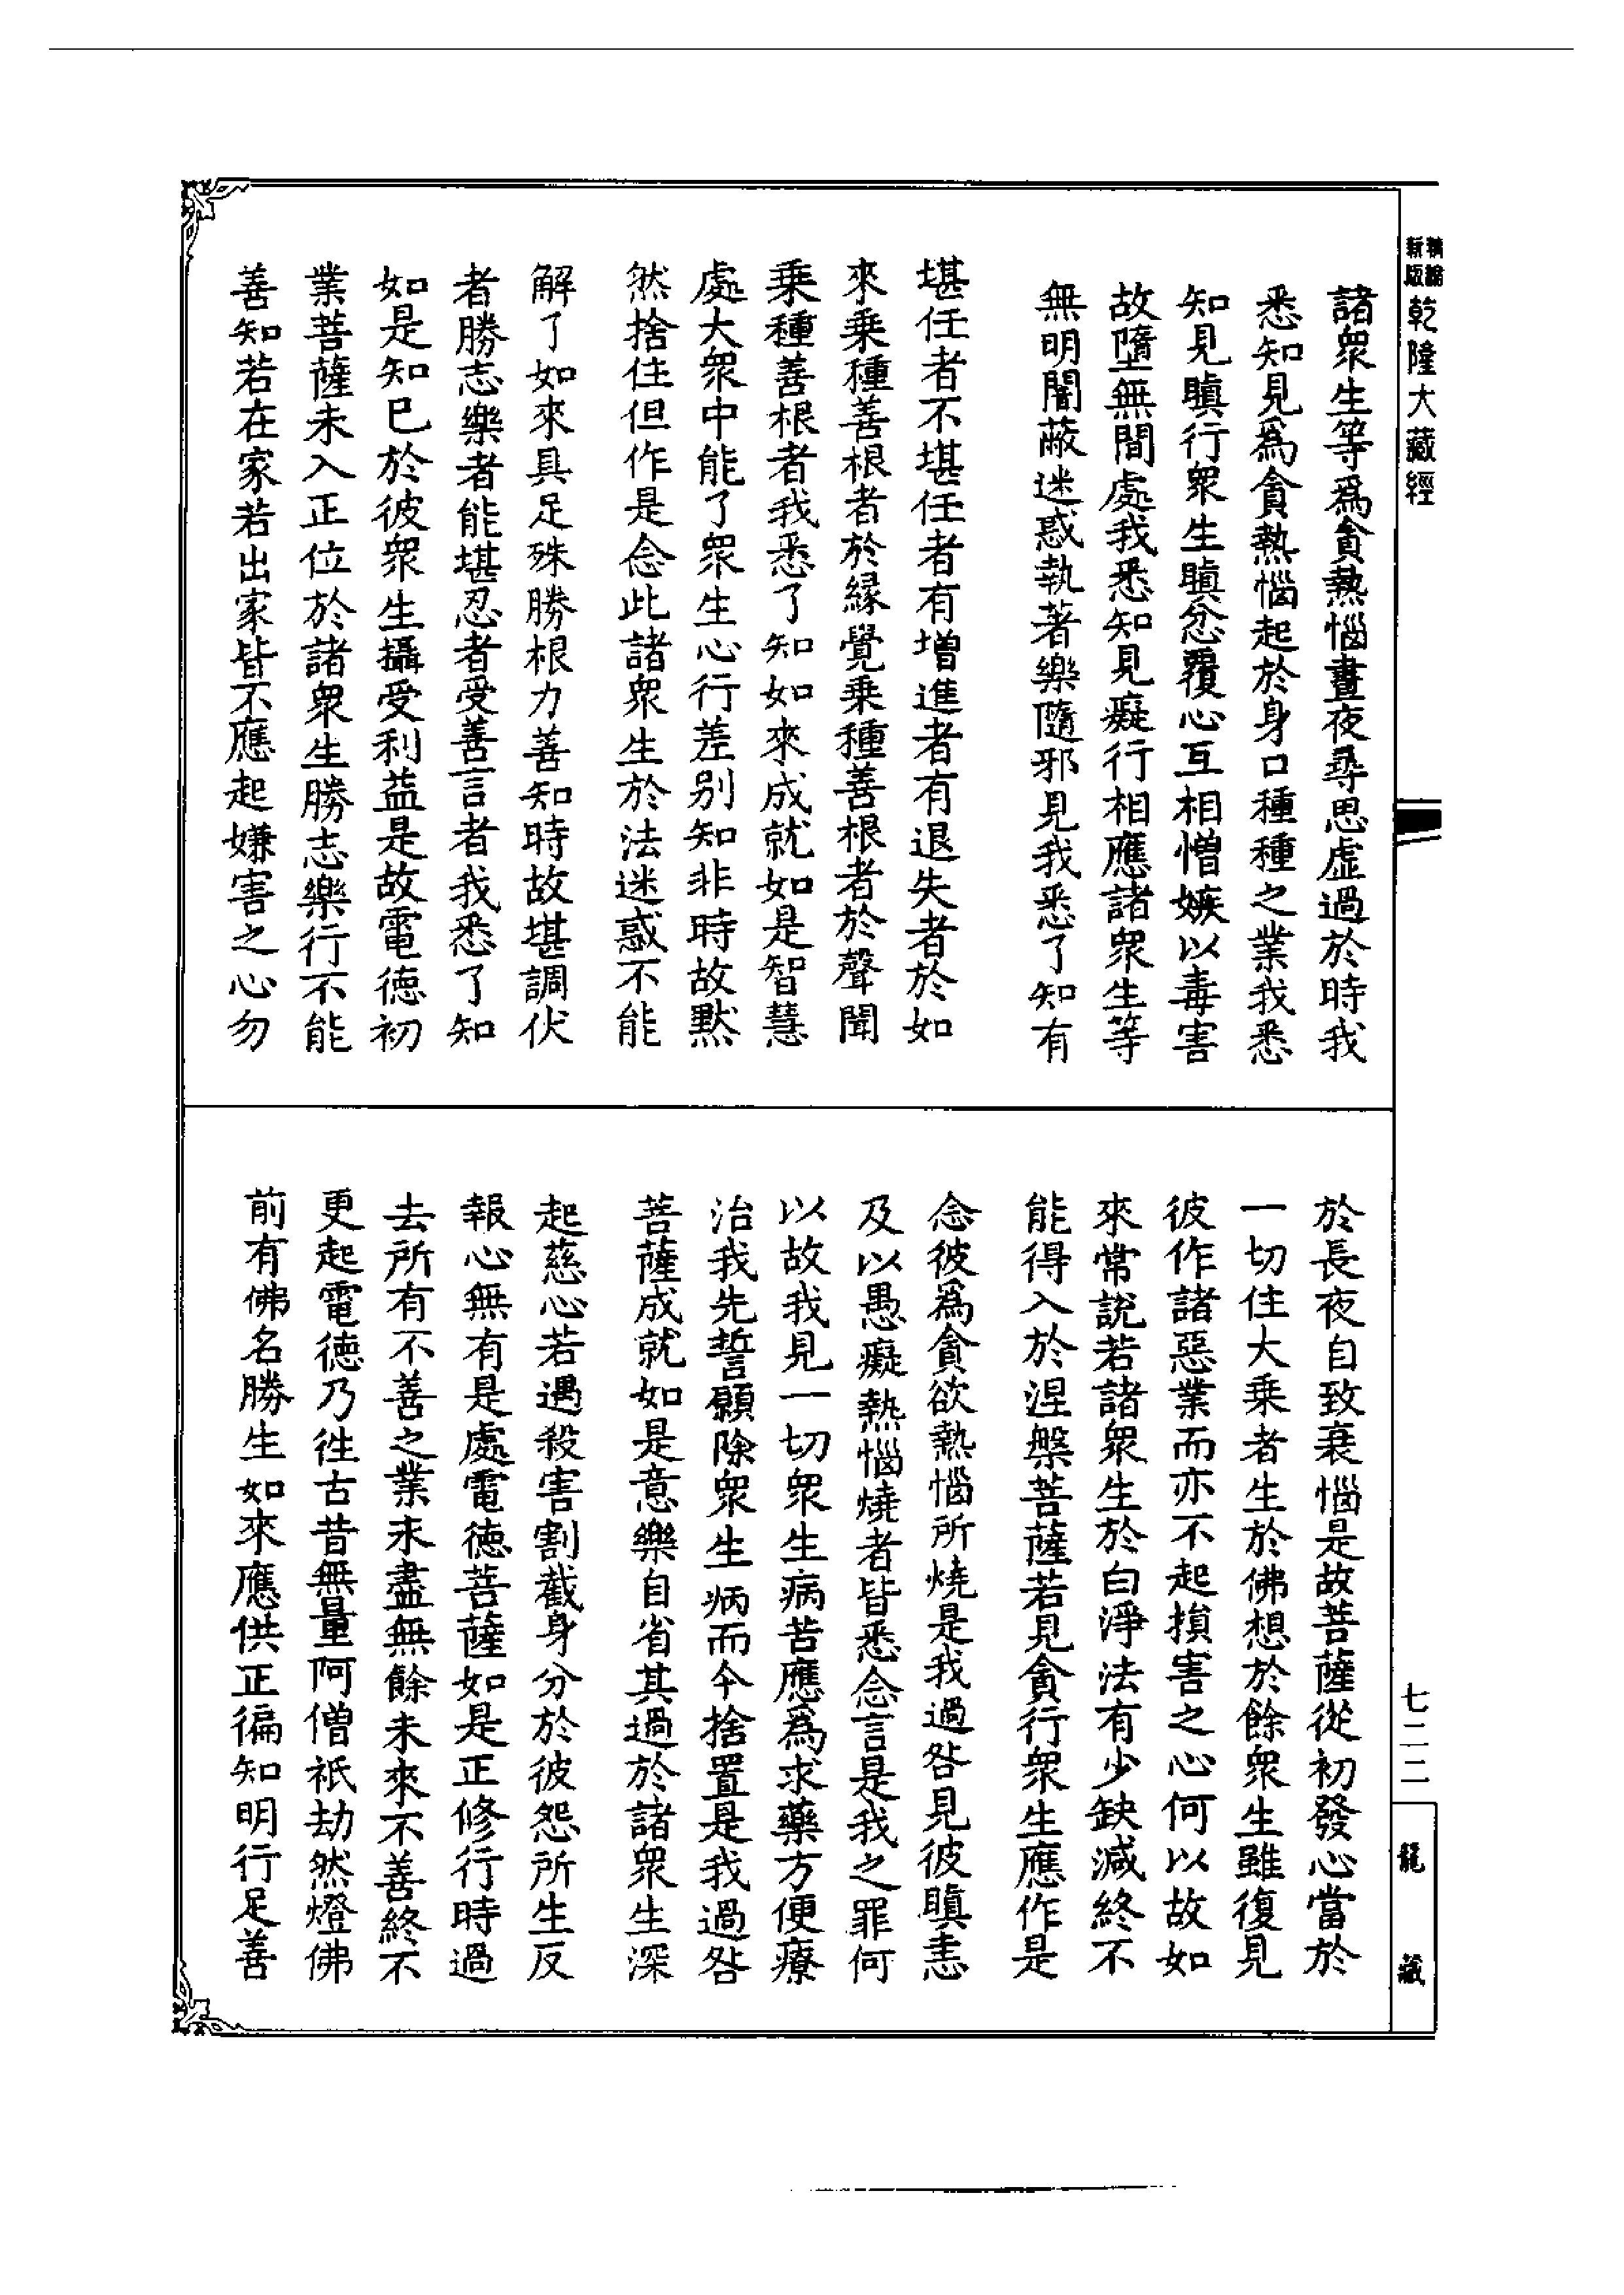 精繪
新版
乾隆大藏經
諸衆生等爲貪熱惱晝夜尋思虛過於時我
悉知見爲貪熱惱起於身口種種之業我悉
知見瞋行衆生瞋忿覆心互相憎嫉以毒害
故墮無間處我悉知見癡行相應諸衆生等
無明闇蔽迷惑執著樂隨邪見我悉了知有
堪任者不堪任者有增進者有退失者於如
來乘種善根者於緣覺乘種善根者於聲聞
乘種善根者我悉了知如來成就如是智慧
處大衆中能了衆生心行差別知非時故默
然捨住但作是念此諸衆生於法迷惑不能
解了如來具足殊勝根力善知時故堪調伏
者勝志樂者能堪忍者受善言者我悉了知
如是知已於彼衆生攝受利益是故電德初
業菩薩未入正位於諸衆生勝志樂行不能
善知若在家若出家皆不應起嫌害之心勿
於長夜自致衰惱是故菩薩從初發心當於
一切住大乘者生於佛想於餘衆生雖復見
彼作諸惡業而亦不起損害之心何以故如
來常說若諸衆生於白淨法有少缺減終不
能得入於涅槃菩薩若見貪行衆生應作是
念彼爲貪欲熱惱所燒是我過咎見彼瞋恚
及以愚癡熱惱燒者皆悉念言是我之罪何
以故我見一切衆生病苦應爲求藥方便療
治我先誓願除衆生病而今捨置是我過咎
菩薩成就如是意樂自省其過於諸衆生深
起慈心若遇殺害割截身分於彼怨所生反
報心無有是處電德菩薩如是正修行時過
去所有不善之業未盡無餘未來不善終不
更起電德乃徃古昔無量阿僧祇劫然燈佛
前有佛名勝生如來應供正徧知明行足善
七二二
龍藏